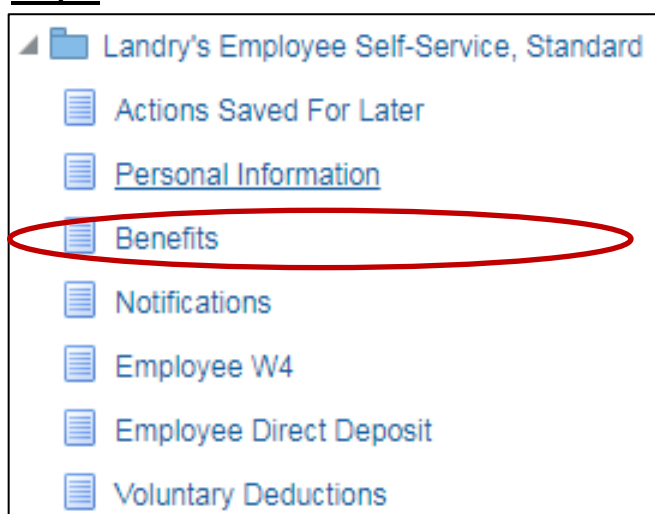 Landry's Employee Self-Service, Standard
Actions Saved For Later
Personal Information
Benefits
Notifications
Employee W4
Employee Direct Deposit
Voluntary Deductions